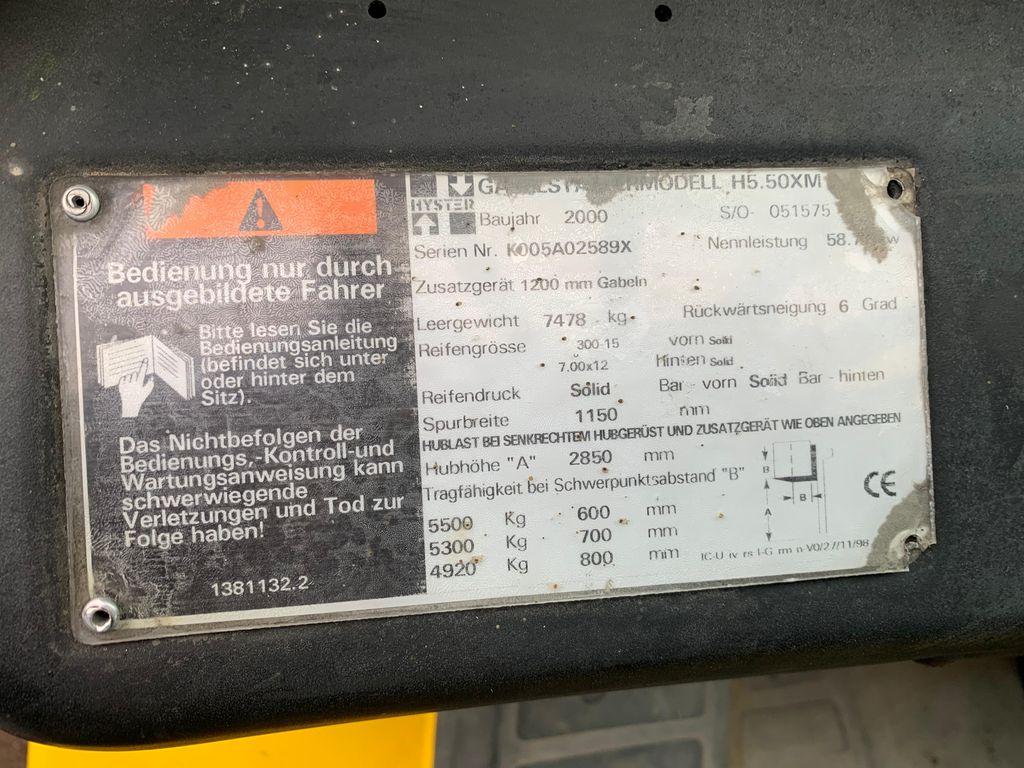 Bedienung nur durch
ausgebildete Fahrer
Bitte lesen Sie die
Bedienungsanleitung
(befindet sich unter
oder hinter dem
Sitz).
Das Nichtbefolgen der
Bedienungs,-Kontroll-und
Wartungsanweisung kann
schwerwiegende
Verletzungen und Tod zur
Folge haben!
1381132.2
HYSTER
H5.50XM
Baujahr 2000 S/O- 051575
Serien Nr. K005A02589X Nennleistung
Zusatzgerät 1200 mm Gabeln
Leergewicht 7478 kg- Rückwärtsneigung 6 Grad
Reifengrösse 300-15 vorn Solid
7.00x12 Hinten Solid
Reifendruck Solid Bar - vorn Solid Bar - hinten
Spurbreite 1150 mm
HUBLAST BEI SENKRECHTEM HUBGERÜST UND ZUSATZGERÄT WIE OBEN ANGEGEBEN
Hubhöhe "A" 2850 mm
Tragfähigkeit bei Schwerpunktsabstand "B"
5500 Kg 600 mm
5300 Kg 700 mm
4920 Kg 800 mm
B
B
A
CE